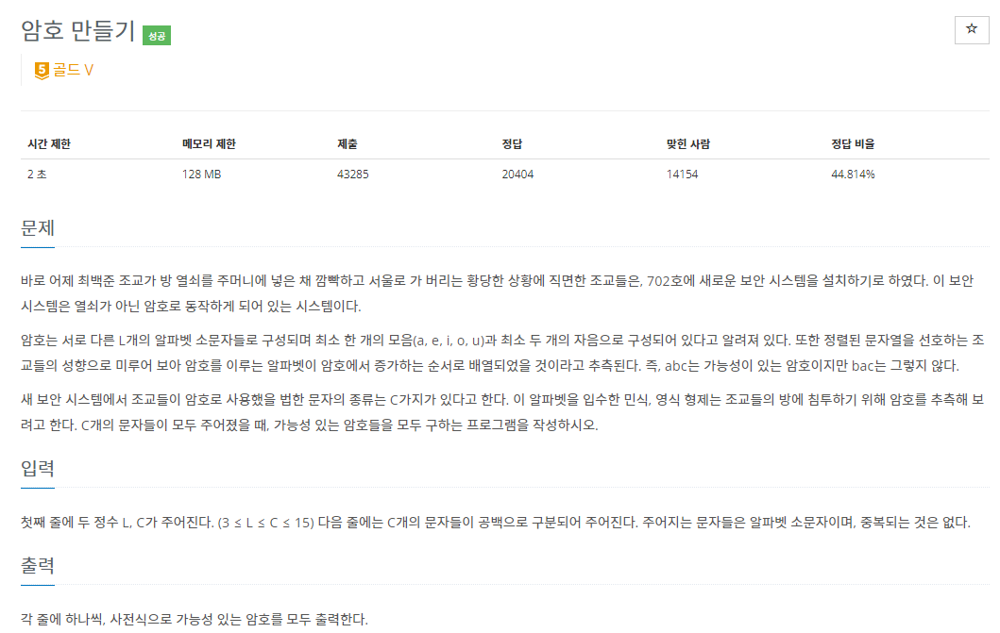 암호 만들기 성공
☆
5 골드 V
시간 제한 메모리 제한 제출 정답 맞힌 사람 정답 비율
2 초 128 MB 43285 20404 14154 44.814%
문제
바로 어제 최백준 조교가 방 열쇠를 주머니에 넣은 채 깜빡하고 서울로 가 버리는 황당한 상황에 직면한 조교들은, 702호에 새로운 보안 시스템을 설치하기로 하였다. 이 보안
시스템은 열쇠가 아닌 암호로 동작하게 되어 있는 시스템이다.
암호는 서로 다른 L개의 알파벳 소문자들로 구성되며 최소 한 개의 모음(a, e, i, o, u)과 최소 두 개의 자음으로 구성되어 있다고 알려져 있다. 또한 정렬된 문자열을 선호하는 조
교들의 성향으로 미루어 보아 암호를 이루는 알파벳이 암호에서 증가하는 순서로 배열되었을 것이라고 추측된다. 즉, abc는 가능성이 있는 암호이지만 bac는 그렇지 않다.
새 보안 시스템에서 조교들이 암호로 사용했을 법한 문자의 종류는 C가지가 있다고 한다. 이 알파벳을 입수한 민식, 영식 형제는 조교들의 방에 침투하기 위해 암호를 추측해 보
려고 한다. C개의 문자들이 모두 주어졌을 때, 가능성 있는 암호들을 모두 구하는 프로그램을 작성하시오.
입력
첫째 줄에 두 정수 L, C가 주어진다. (3 ≤ L ≤ C ≤ 15) 다음 줄에는 C개의 문자들이 공백으로 구분되어 주어진다. 주어지는 문자들은 알파벳 소문자이며, 중복되는 것은 없다.
출력
각 줄에 하나씩, 사전식으로 가능성 있는 암호를 모두 출력한다.